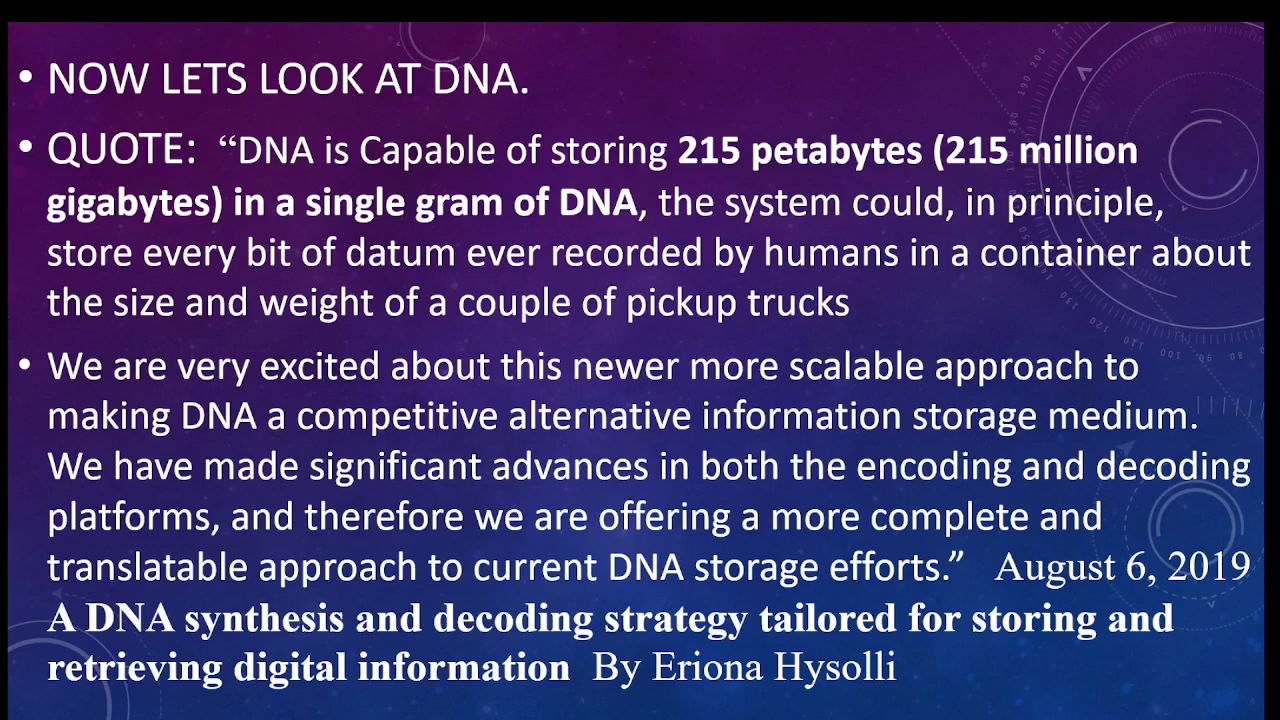 • NOW LETS LOOK AT DNA.
• QUOTE: “DNA is Capable of storing 215 petabytes (215 million
gigabytes) in a single gram of DNA, the system could, in principle,
store every bit of datum ever recorded by humans in a container about
the size and weight of a couple of pickup trucks
• We are very excited about this newer more scalable approach to
making DNA a competitive alternative information storage medium.
We have made significant advances in both the encoding and decoding
platforms, and therefore we are offering a more complete and
translatable approach to current DNA storage efforts.” August 6, 2019
A DNA synthesis and decoding strategy tailored for storing and
retrieving digital information By Eriona Hysolli